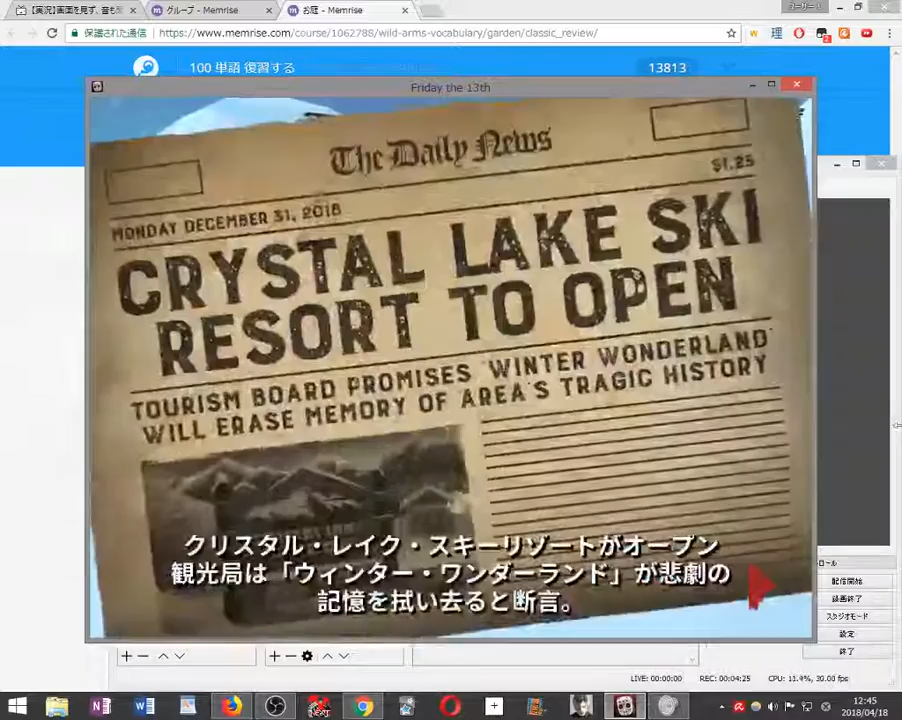 【実況】画面を見ず、音も
グループ - Memrise
お庭 - Memrise
保護された通信
https://www.memrise.com/course/1062788/wild-arms-vocabulary/garden/classic_review/
100 単語 復習する
13813
Friday the 13th
The Daily News
$1.25
MONDAY DECEMBER 31, 2018
CRYSTAL LAKE SKI
RESORT TO OPEN
TOURISM BOARD PROMISES 'WINTER WONDERLAND'
WILL ERASE MEMORY OF AREA'S TRAGIC HISTORY
クリスタル・レイク・スキーリゾートがオープン
観光局は「ウィンター・ワンダーランド」が悲劇の
記憶を拭い去ると断言。
ロール
配信開始
録画終了
スタジオモード
設定
終了
LIVE: 00:00:00
REC: 00:04:25
CPU: 11.4%, 30.00 fps
12:45
2018/04/18